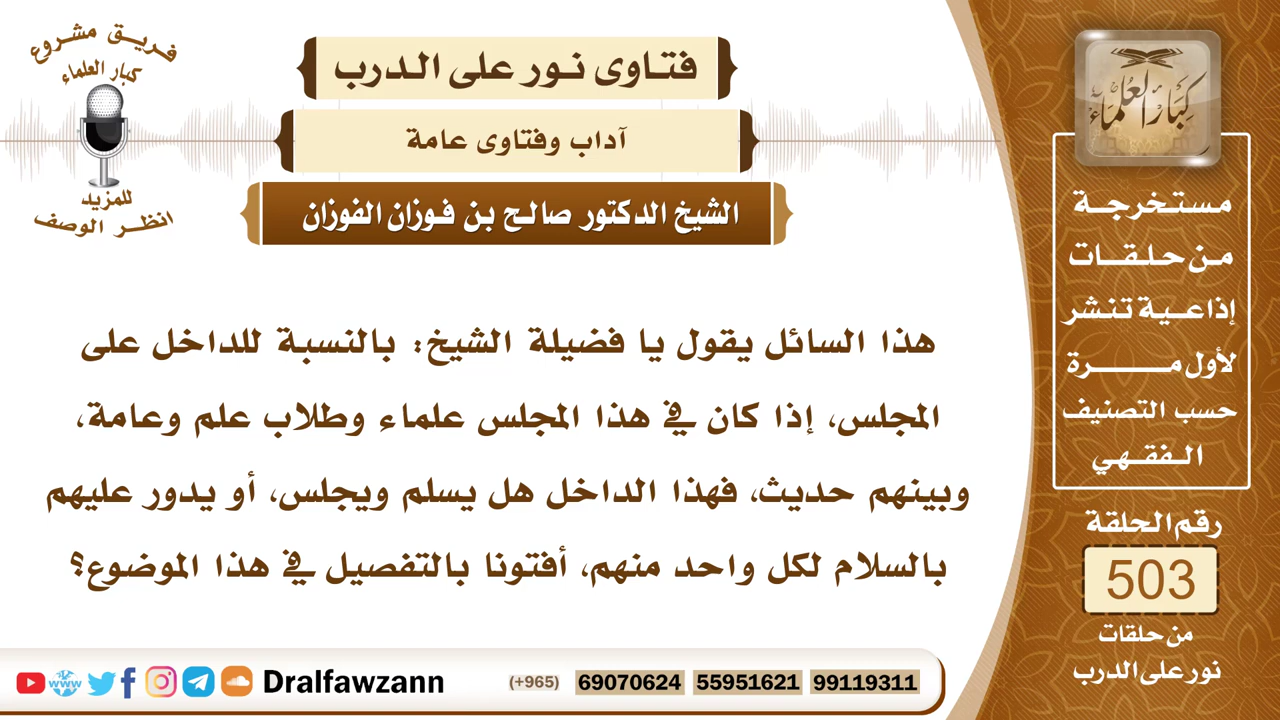 فريق مشروع
كبار العلماء
للمزيد
انظر الوصف
فتاوى نور على الدرب
آداب وفتاوى عامة
الشيخ الدكتور صالح بن فوزان الفوزان
هذا السائل يقول يا فضيلة الشيخ: بالنسبة للداخل على
المجلس، إذا كان في هذا المجلس علماء وطلاب علم وعامة،
وبينهم حديث، فهذا الداخل هل يسلم ويجلس، أو يدور عليهم
بالسلام لكل واحد منهم، أفتونا بالتفصيل في هذا الموضوع؟
كبار العلماء
مستخرجة
من حلقات
إذاعية تنشر
لأول مرة
حسب التصنيف
الفقهي
رقم الحلقة
503
من حلقات
نور على الدرب
www
Dralfawzann
(+965) 69070624 55951621 99119311